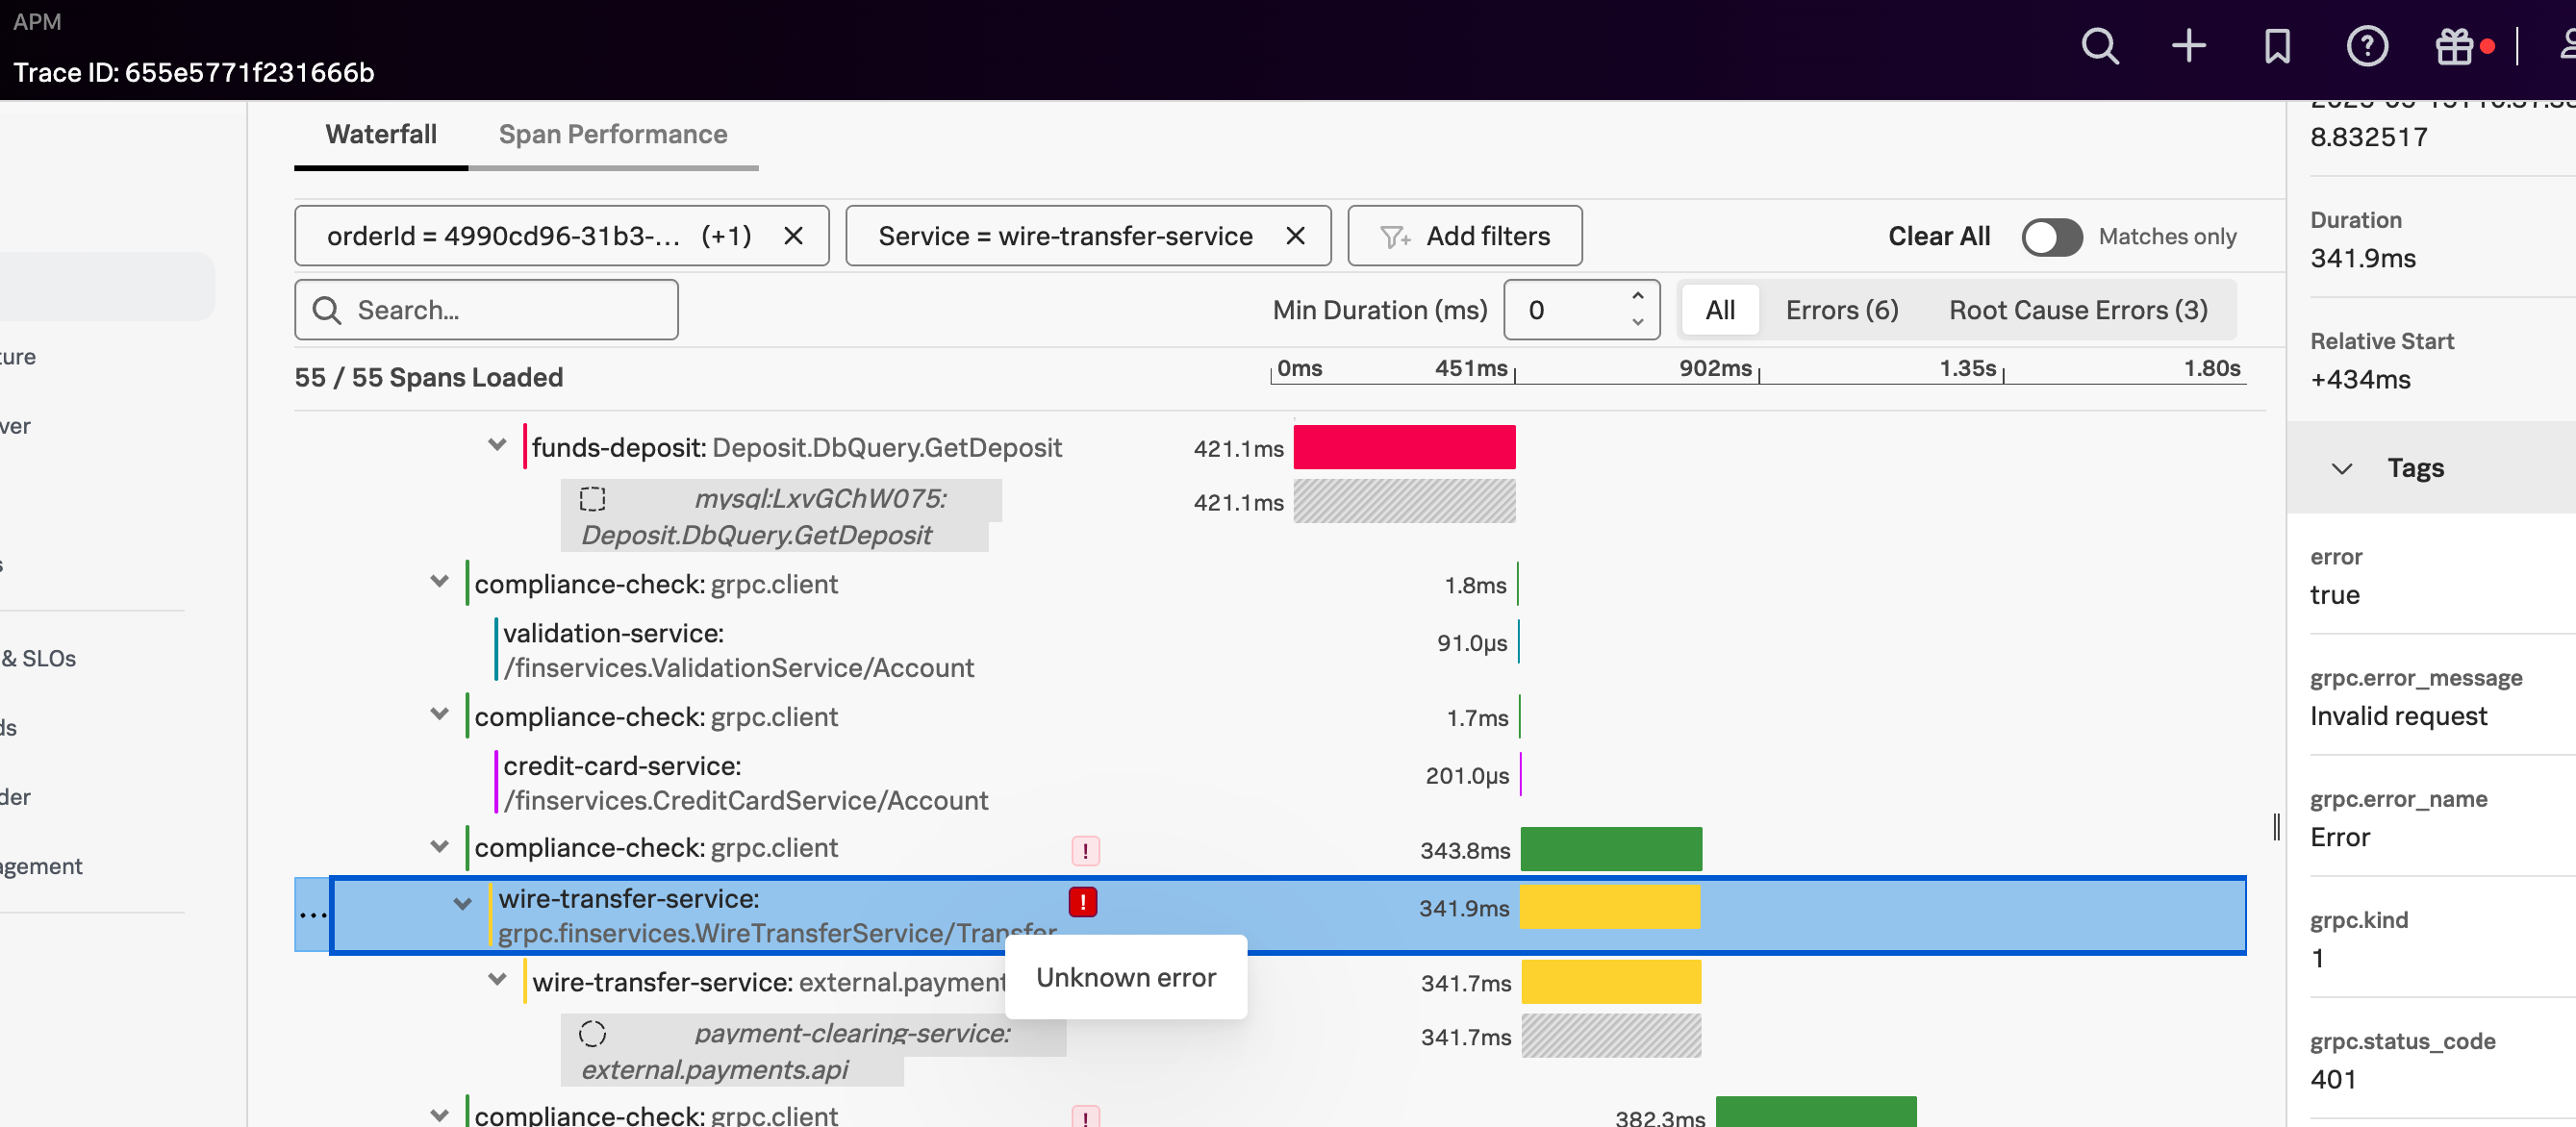 APM
Trace ID: 655e5771f231666b
Waterfall
Span Performance
orderId = 4990cd96-31b3-... (+1)
Service = wire-transfer-service
Add filters
Clear All
Matches only
Search...
Min Duration (ms)
0
All
Errors (6)
Root Cause Errors (3)
55 / 55 Spans Loaded
0ms
451ms
902ms
1.35s
1.80s
funds-deposit: Deposit.DbQuery.GetDeposit
421.1ms
mysql:LxvGChW075:
Deposit.DbQuery.GetDeposit
421.1ms
compliance-check: grpc.client
1.8ms
validation-service:
/finservices.ValidationService/Account
91.0µs
compliance-check: grpc.client
1.7ms
credit-card-service:
/finservices.CreditCardService/Account
201.0µs
compliance-check: grpc.client
!
343.8ms
...
wire-transfer-service:
grpc.finservices.WireTransferService/Transfer
!
341.9ms
Unknown error
wire-transfer-service: external.payment
341.7ms
payment-clearing-service:
external.payments.api
341.7ms
compliance-check: grpc.client
!
382.3ms
ture
ver
s
& SLOs
ds
der
agement
8.832517
Duration
341.9ms
Relative Start
+434ms
Tags
error
true
grpc.error_message
Invalid request
grpc.error_name
Error
grpc.kind
1
grpc.status_code
401